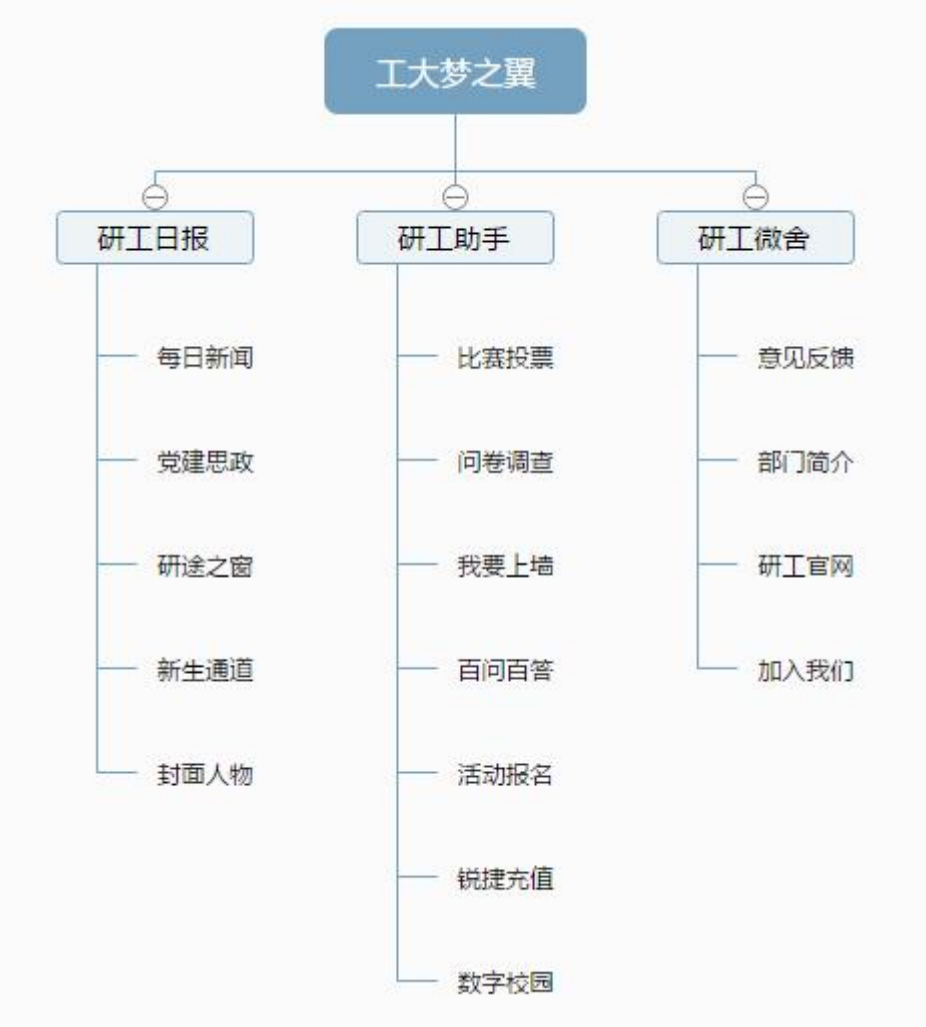 工大梦之翼
研工日报
每日新闻
党建思政
研途之窗
新生通道
封面人物
研工助手
比赛投票
问卷调查
我要上墙
百问百答
活动报名
锐捷充值
数字校园
研工微舍
意见反馈
部门简介
研工官网
加入我们